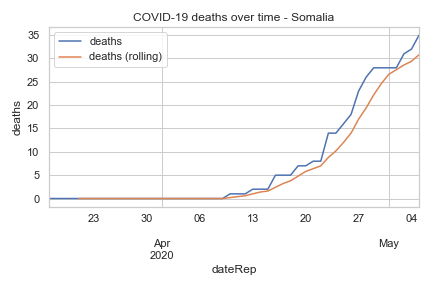 COVID-19 deaths over time - Somalia
deaths
deaths (rolling)
deaths
35
30
25
20
15
10
5
0
23 30 06 13 20 27 04
Apr May
2020
dateRep